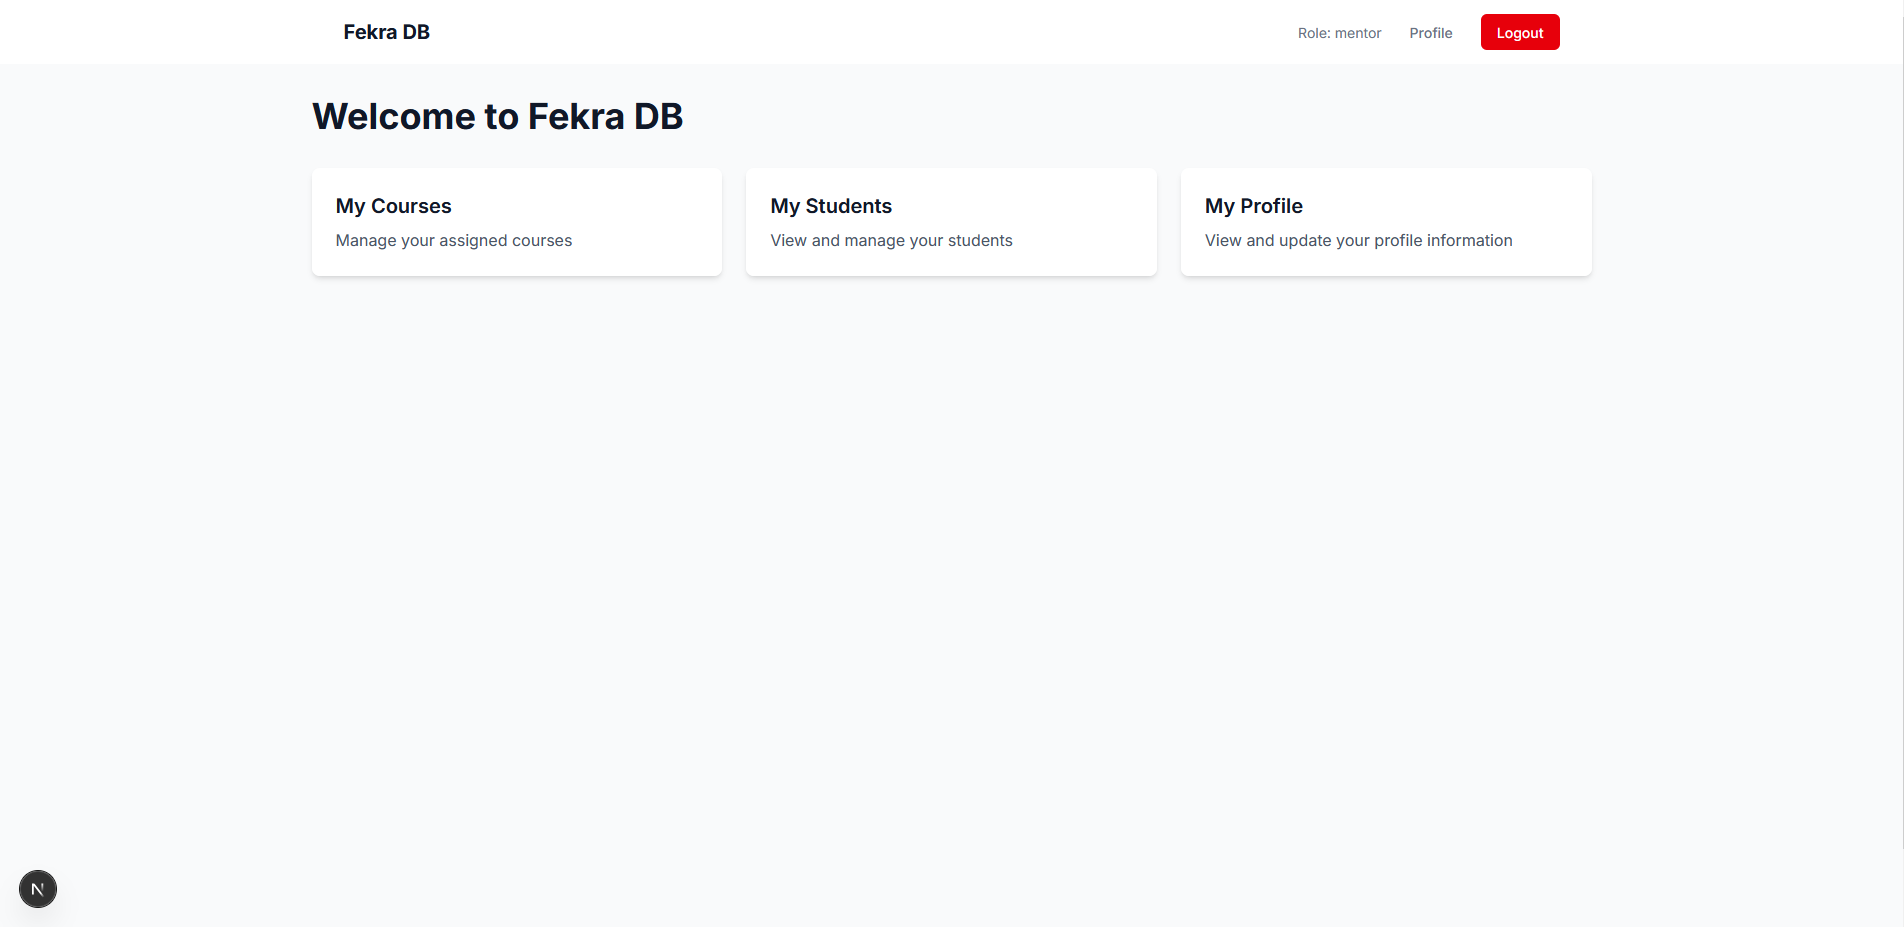 Fekra DB
Role: mentor
Profile
Logout
Welcome to Fekra DB
My Courses
Manage your assigned courses
My Students
View and manage your students
My Profile
View and update your profile information
N